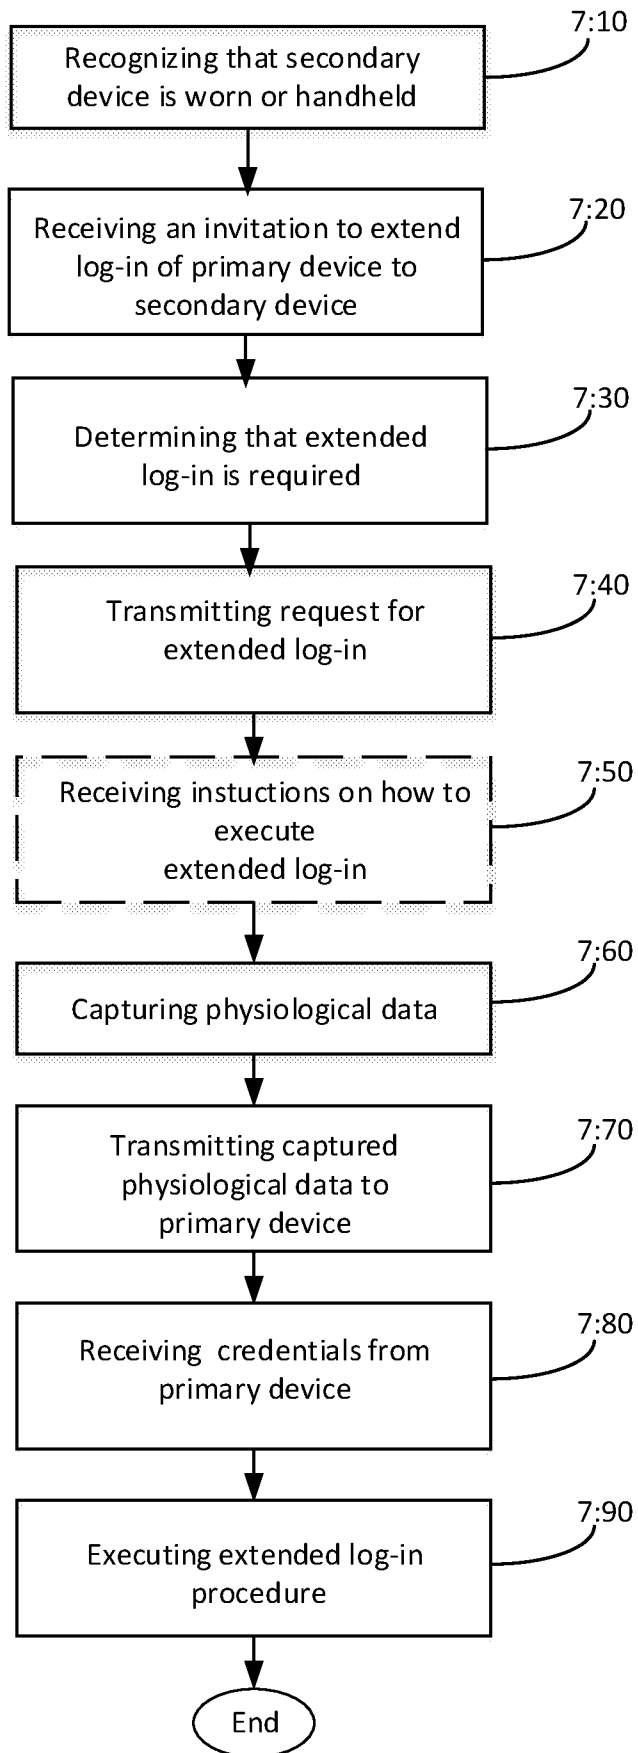 7:10
Recognizing that secondary
device is worn or handheld
7:20
Receiving an invitation to extend
log-in of primary device to
secondary device
7:30
Determining that extended
log-in is required
7:40
Transmitting request for
extended log-in
7:50
Receiving instuctions on how to
execute
extended log-in
7:60
Capturing physiological data
7:70
Transmitting captured
physiological data to
primary device
7:80
Receiving credentials from
primary device
7:90
Executing extended log-in
procedure
End